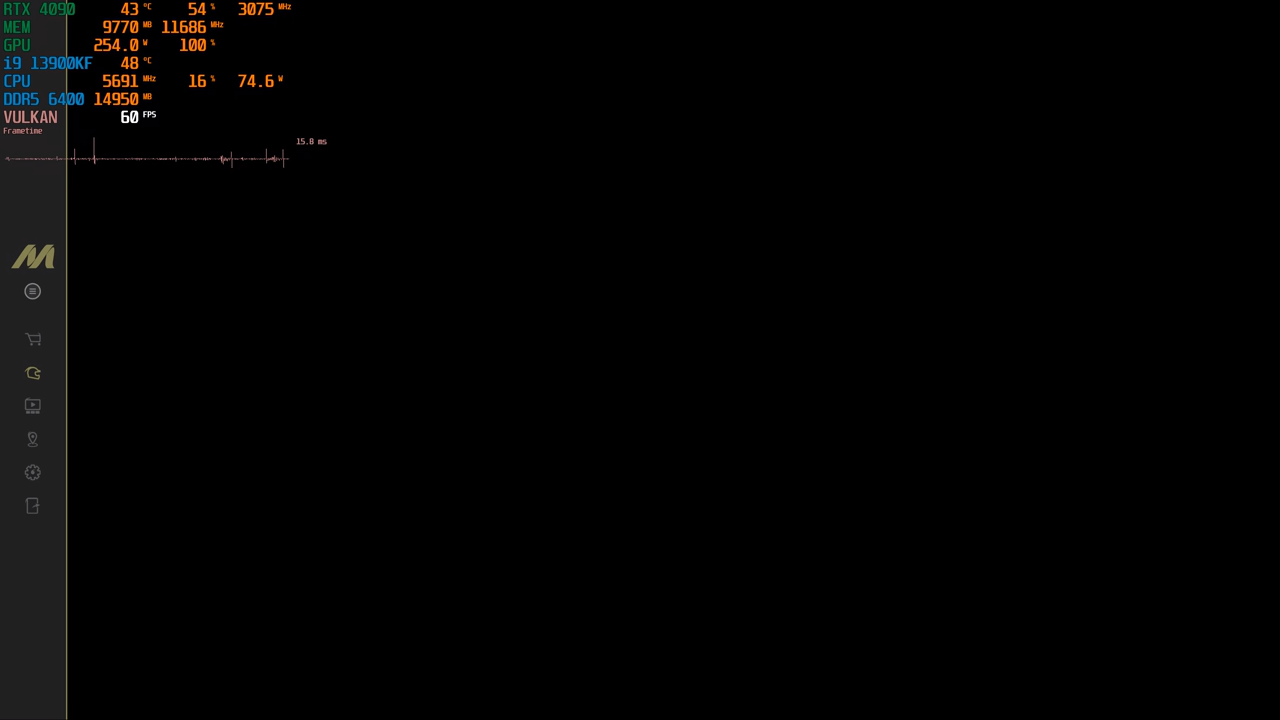 RTX 4090 43 °C 54 % 3075 MHz
MEM 9770 MB 11686 MHz
GPU 254.0 W 100 %
i9 13900KF 48 °C
CPU 5691 MHz 16 % 74.6 W
DDR5 6400 14950 MB
VULKAN 60 FPS
Frametime
15.8 ms